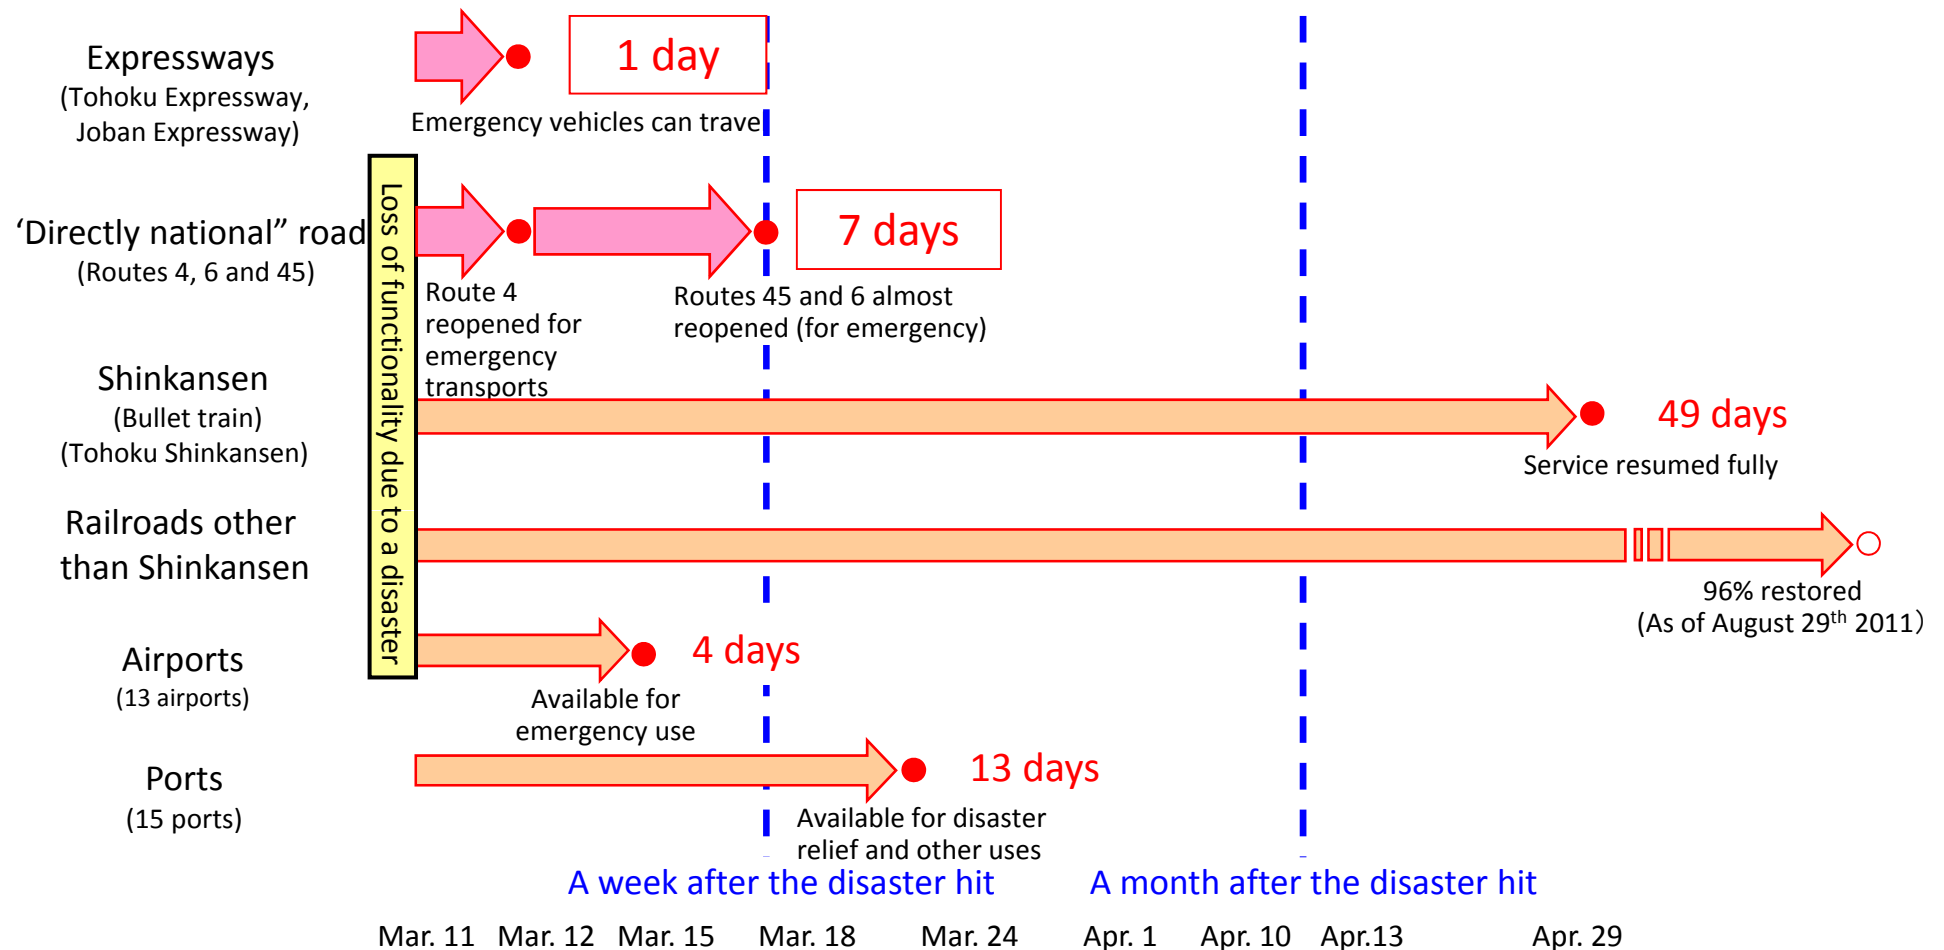 Expressways
(Tohoku Expressway,
Joban Expressway)
1 day
Emergency vehicles can trave
Loss of functionality due to a disaster
‘Directly national” road
(Routes 4, 6 and 45)
7 days
Route 4
reopened for
emergency
transports
Routes 45 and 6 almost
reopened (for emergency)
Shinkansen
(Bullet train)
(Tohoku Shinkansen)
49 days
Service resumed fully
Railroads other
than Shinkansen
96% restored
(As of August 29th 2011)
Airports
(13 airports)
4 days
Available for
emergency use
Ports
(15 ports)
13 days
Available for disaster
relief and other uses
A week after the disaster hit
A month after the disaster hit
Mar. 11 Mar. 12 Mar. 15 Mar. 18 Mar. 24 Apr. 1 Apr. 10 Apr.13 Apr. 29